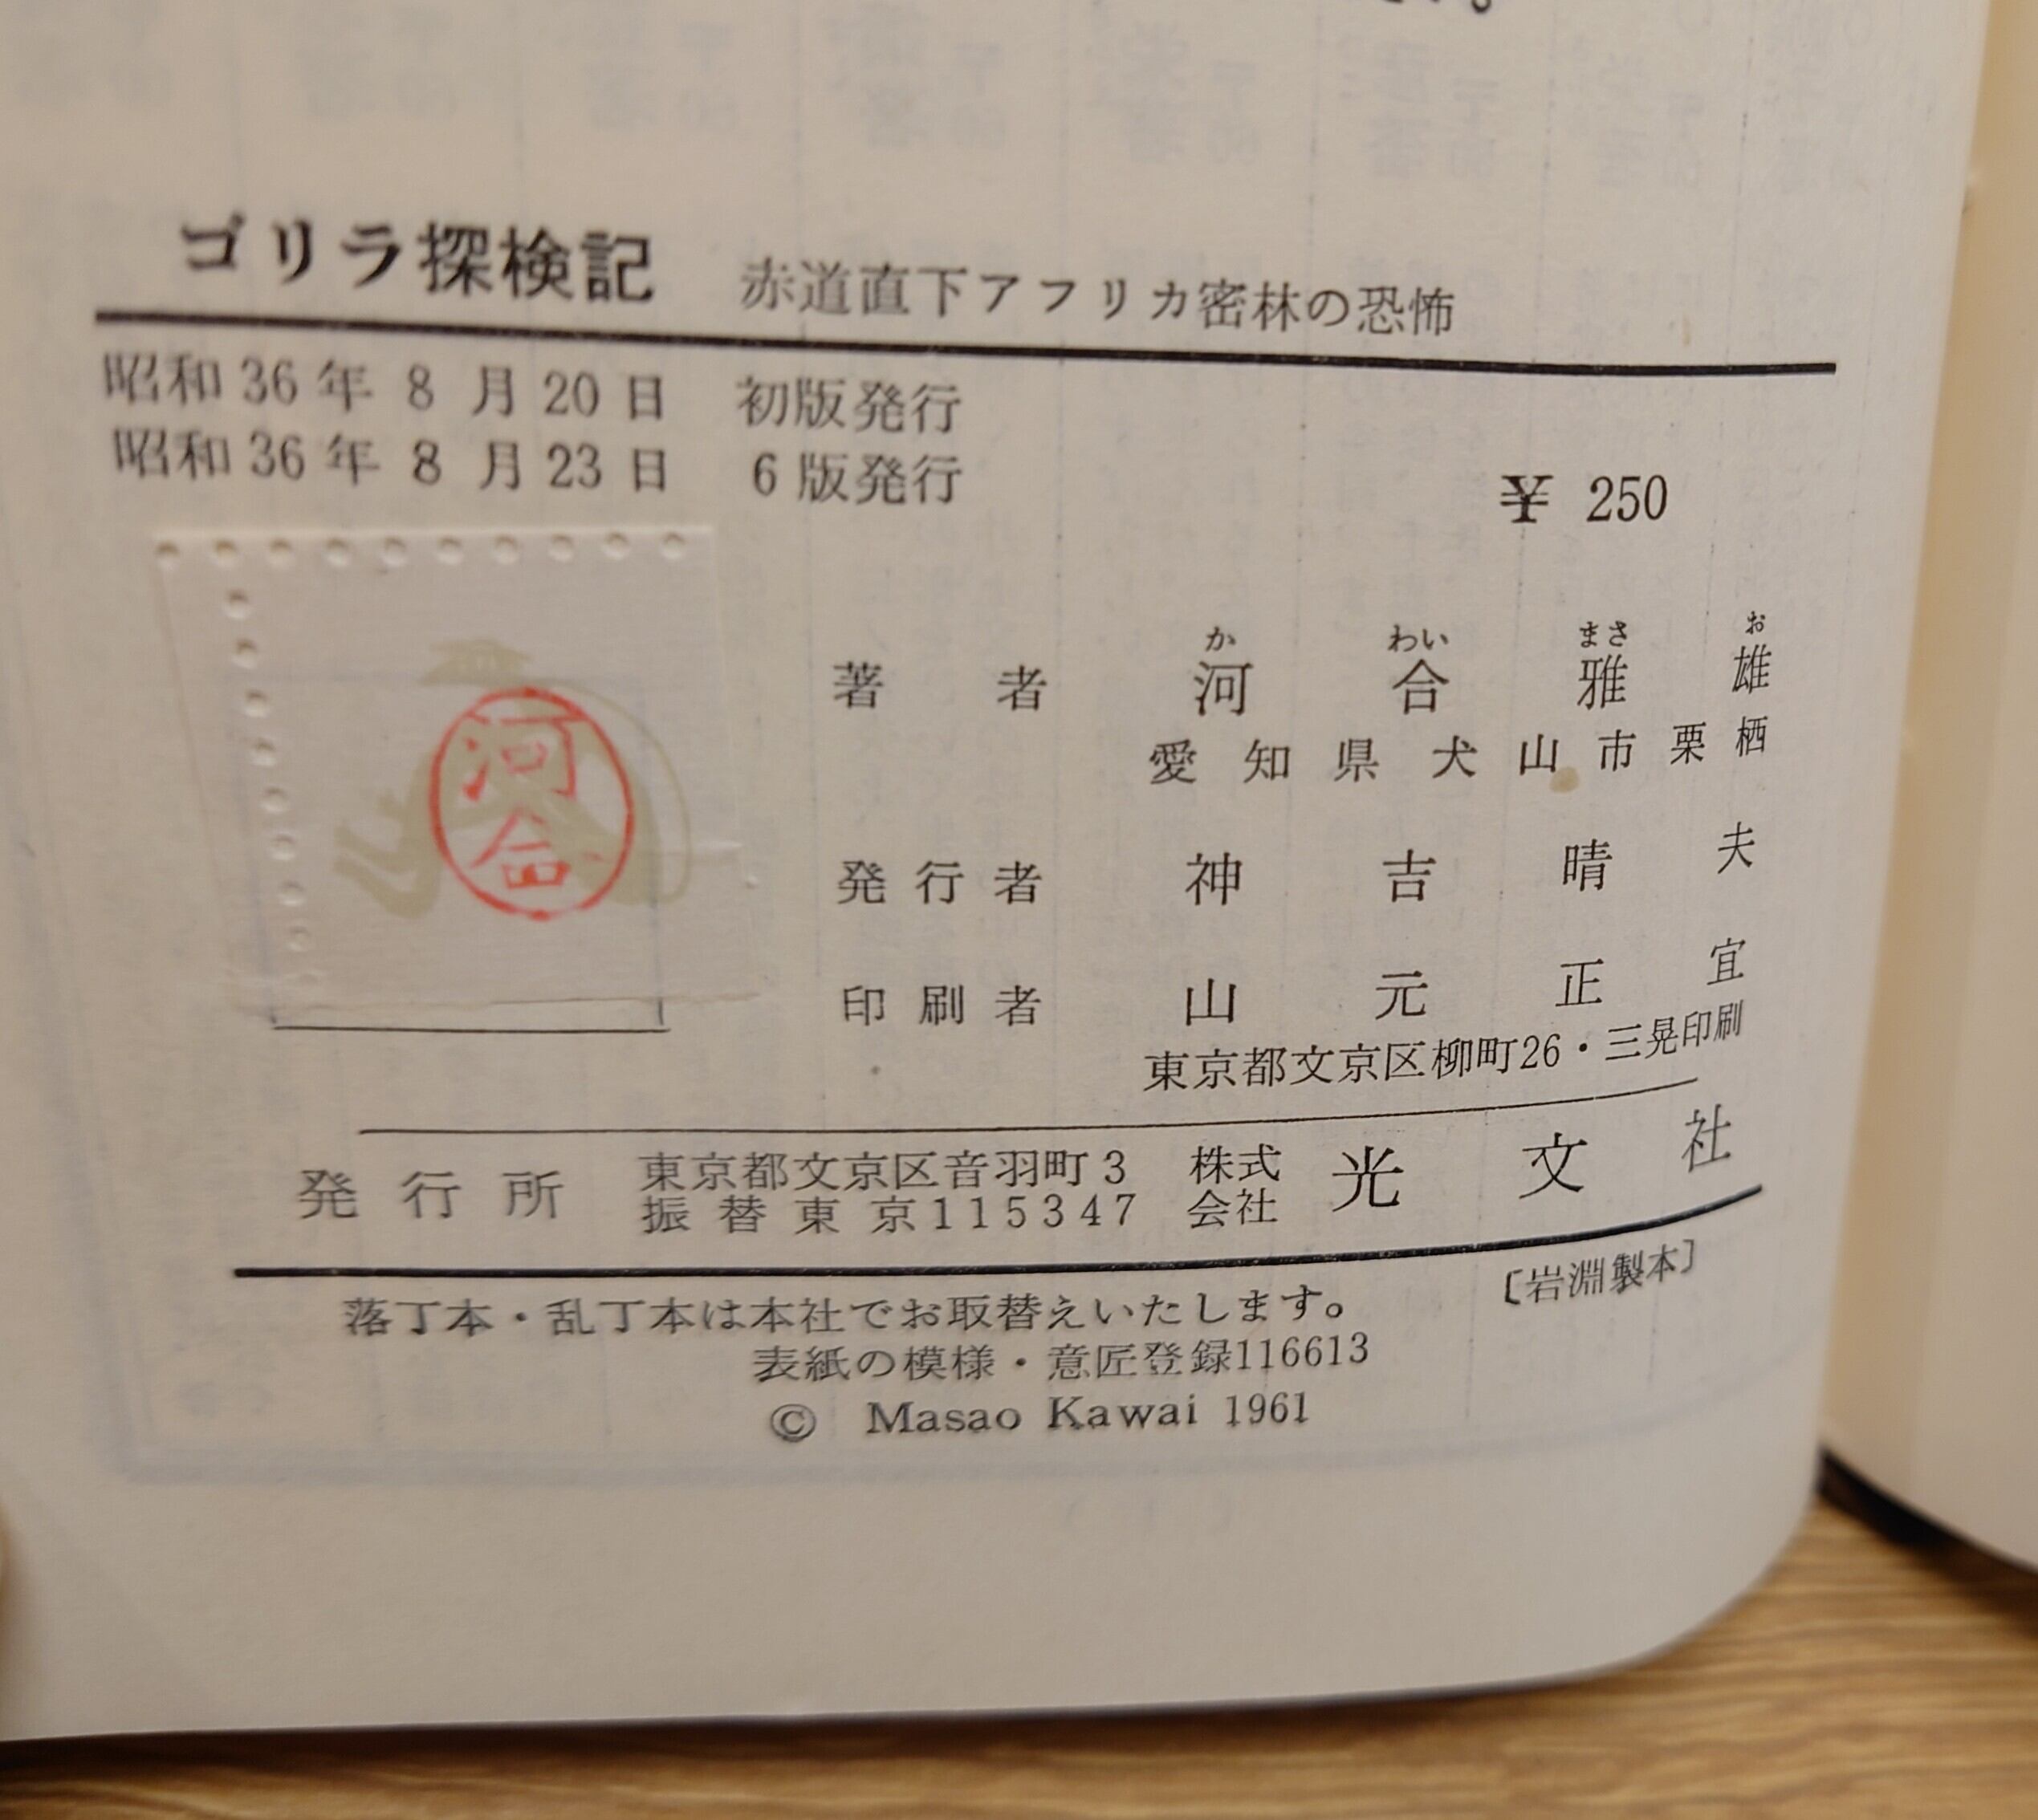 ゴリラ探検記 赤道直下アフリカ密林の恐怖
昭和36年8月20日 初版発行
昭和36年8月23日 6版発行
¥ 250
か わい まさ お
著者 河合雅雄
愛知県犬山市栗栖
河合
発行者 神吉晴夫
印刷者 山元正宜
東京都文京区柳町26・三晃印刷
発行所 東京都文京区音羽町3 株式会社 光文社
振替東京115347
〔岩淵製本〕
落丁本・乱丁本は本社でお取替えいたします。
表紙の模様・意匠登録116613
© Masao Kawai 1961